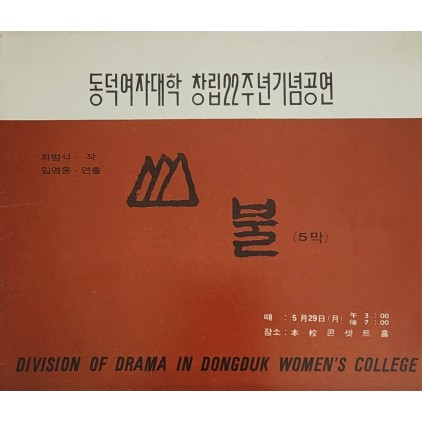 동덕여자대학 창립22주년기념공연
차범석 · 작
임영웅 · 연출
山불
(5막)
때 : 5月29日(月) 午 3 : 00
後 7 : 00
장소 : 本校콘셋트홀
DIVISION OF DRAMA IN DONGDUK WOMEN'S COLLEGE